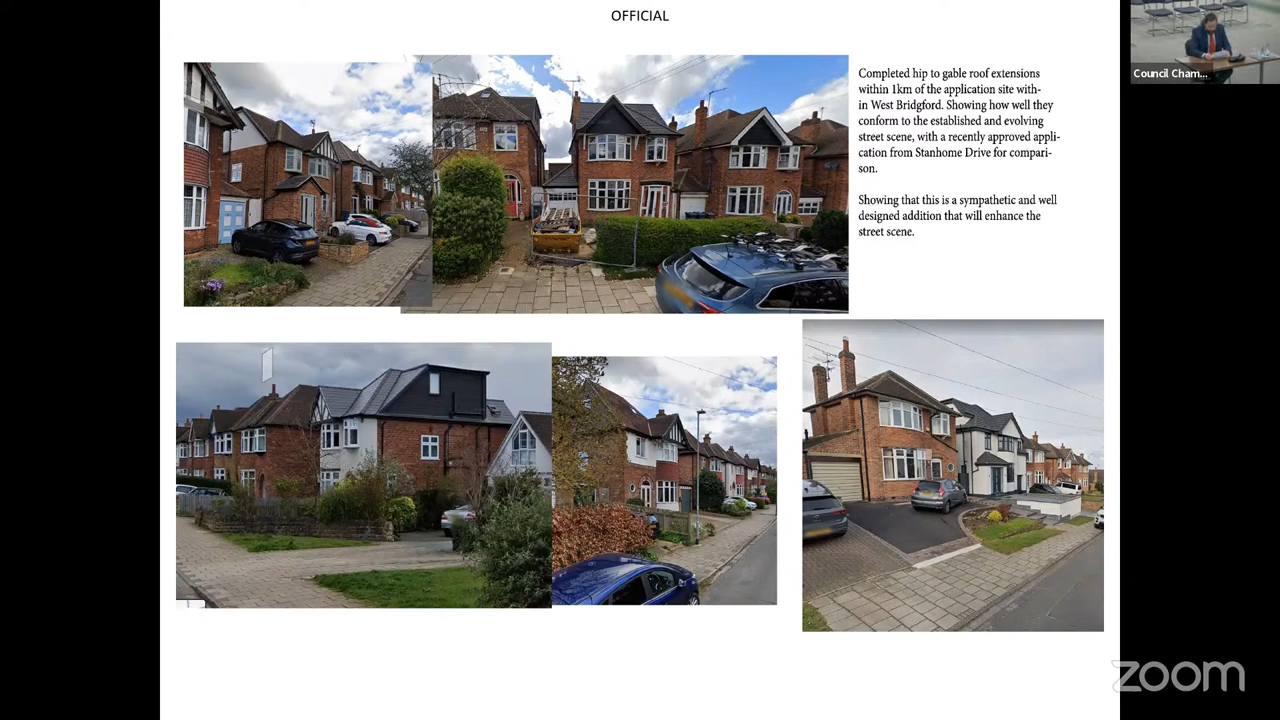 OFFICIAL
Completed hip to gable roof extensions
within 1km of the application site with-
in West Bridgford. Showing how well they
conform to the established and evolving
street scene, with a recently approved appli-
cation from Stanhome Drive for compari-
son.
Showing that this is a sympathetic and well
designed addition that will enhance the
street scene.
Council Cham...
zoom